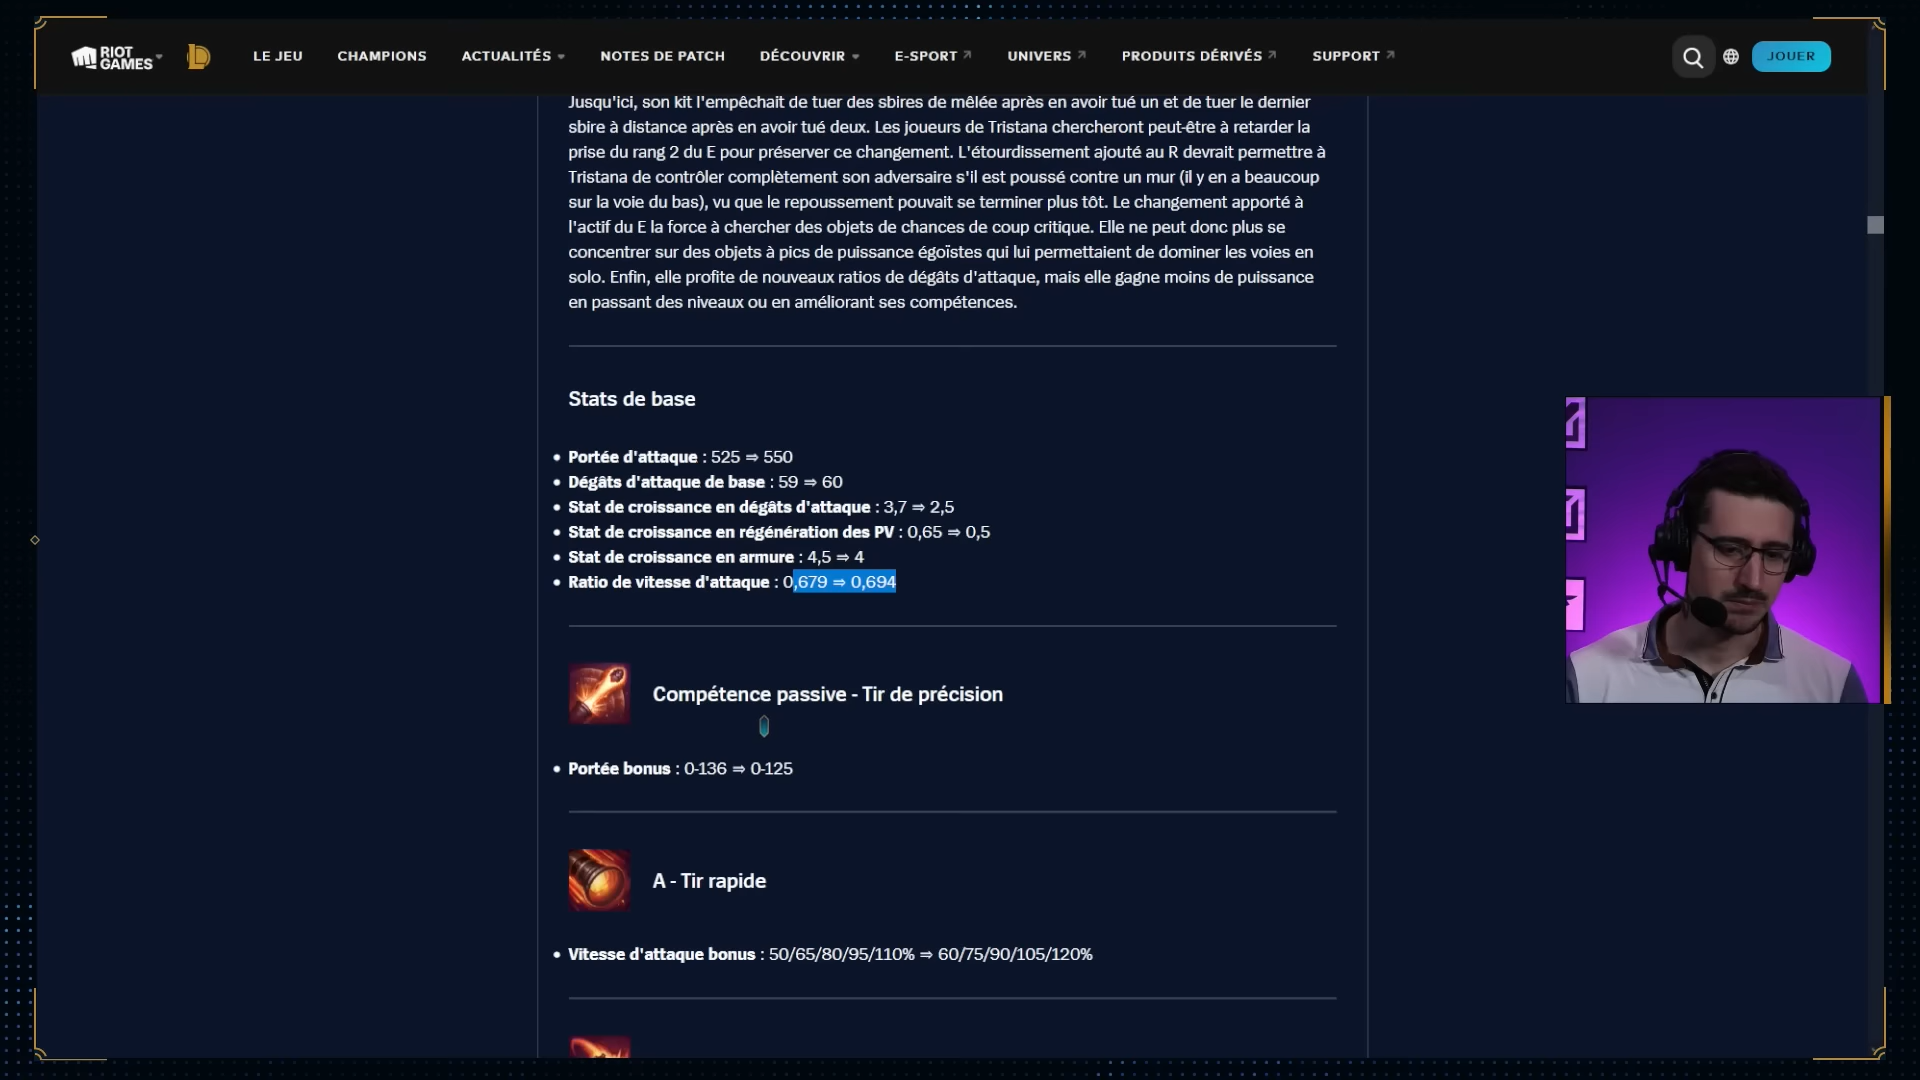 RIOT GAMES
LE JEU
CHAMPIONS
ACTUALITÉS
NOTES DE PATCH
DÉCOUVRIR
E-SPORT
UNIVERS
PRODUITS DÉRIVÉS
SUPPORT
JOUER
Jusqu'ici, son kit l'empêchait de tuer des sbires de mêlée après en avoir tué un et de tuer le dernier
sbire à distance après en avoir tué deux. Les joueurs de Tristana chercheront peut-être à retarder la
prise du rang 2 du E pour préserver ce changement. L'étourdissement ajouté au R devrait permettre à
Tristana de contrôler complètement son adversaire s'il est poussé contre un mur (il y en a beaucoup
sur la voie du bas), vu que le repoussement pouvait se terminer plus tôt. Le changement apporté à
l'actif du E la force à chercher des objets de chances de coup critique. Elle ne peut donc plus se
concentrer sur des objets à pics de puissance égoïstes qui lui permettaient de dominer les voies en
solo. Enfin, elle profite de nouveaux ratios de dégâts d'attaque, mais elle gagne moins de puissance
en passant des niveaux ou en améliorant ses compétences.
Stats de base
• Portée d'attaque : 525 ⇒ 550
• Dégâts d'attaque de base : 59 ⇒ 60
• Stat de croissance en dégâts d'attaque : 3,7 ⇒ 2,5
• Stat de croissance en régénération des PV : 0,65 ⇒ 0,5
• Stat de croissance en armure : 4,5 ⇒ 4
• Ratio de vitesse d'attaque : 0,679 ⇒ 0,694
Compétence passive - Tir de précision
• Portée bonus : 0-136 ⇒ 0-125
A - Tir rapide
• Vitesse d'attaque bonus : 50/65/80/95/110% ⇒ 60/75/90/105/120%